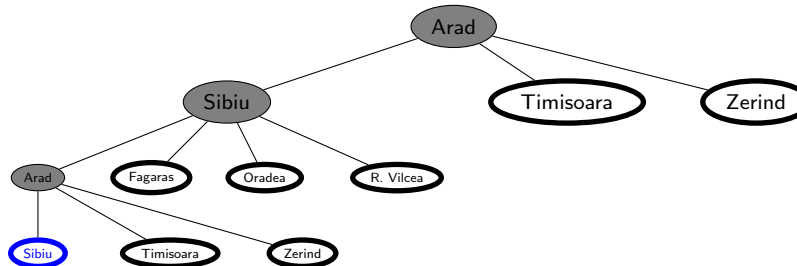 Arad
Sibiu Timisoara Zerind
Arad Fagaras Oradea R. Vilcea
Sibiu Timisoara Zerind